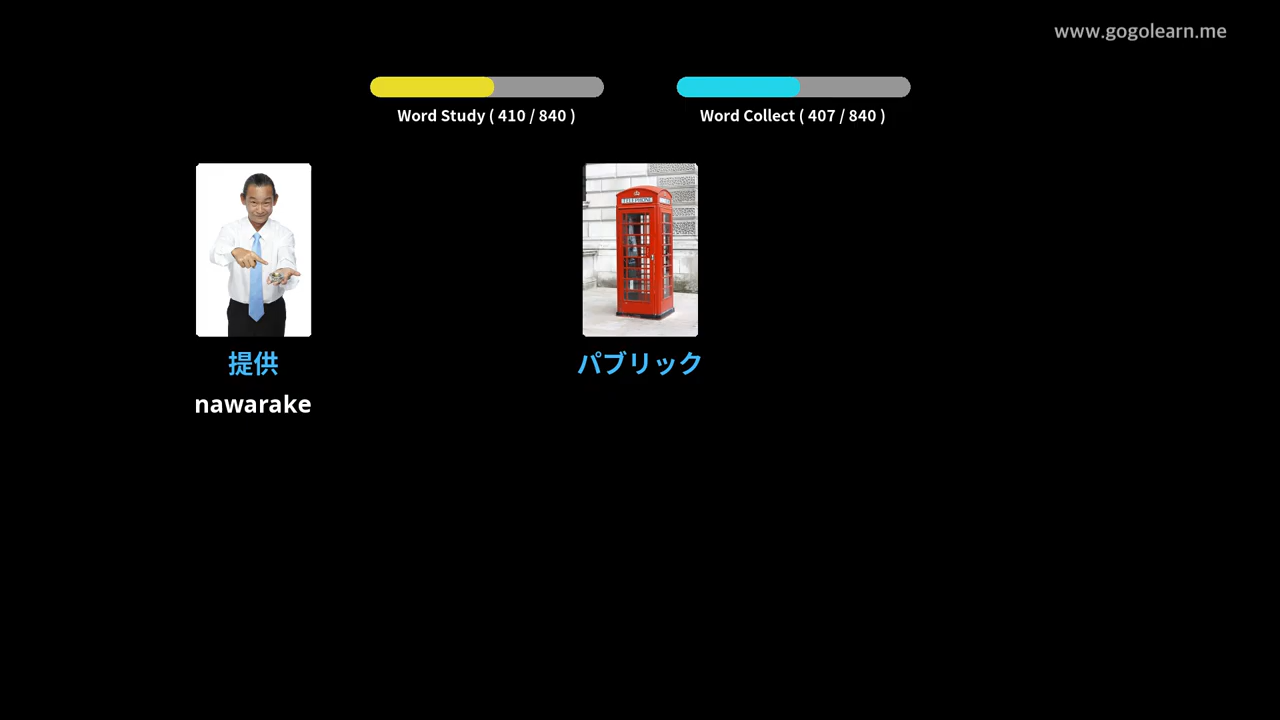 www.gogolearn.me
Word Study ( 410 / 840 )
Word Collect ( 407 / 840 )
TELEPHONE
提供
パブリック
nawarake